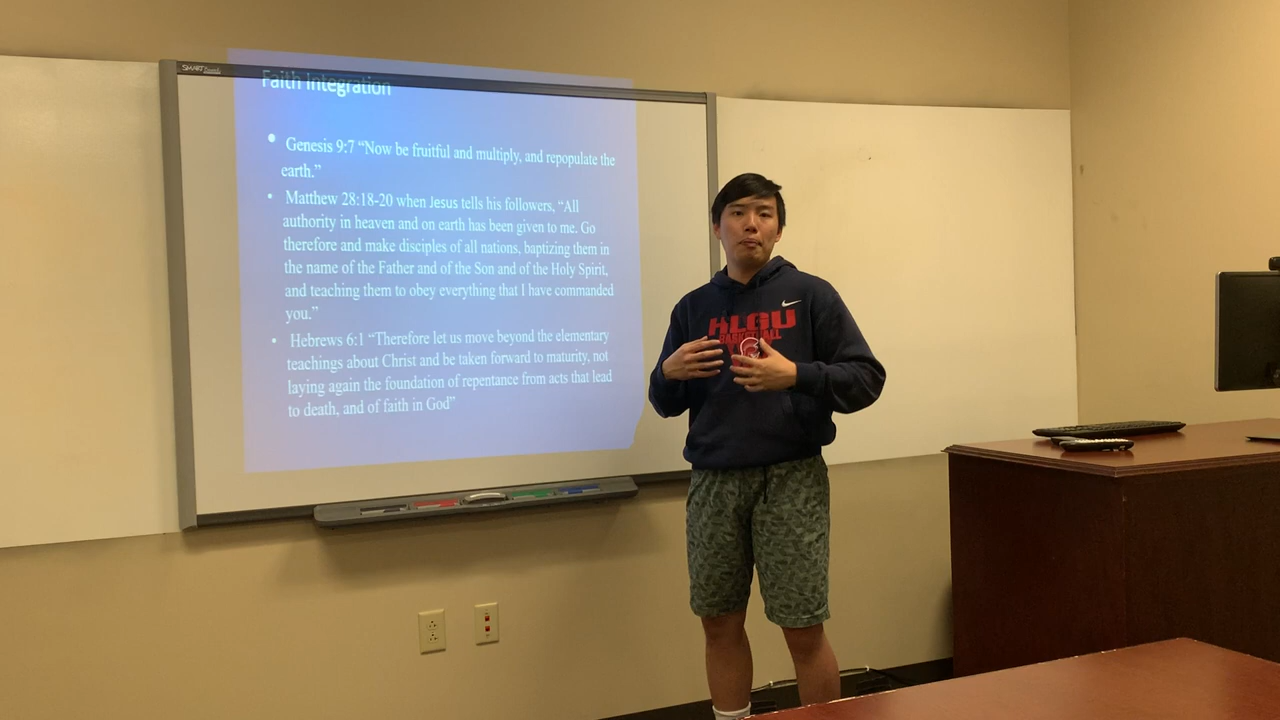 SMART
Faith Integration
• Genesis 9:7 “Now be fruitful and multiply, and repopulate the
earth.”
• Matthew 28:18-20 when Jesus tells his followers, “All
authority in heaven and on earth has been given to me. Go
therefore and make disciples of all nations, baptizing them in
the name of the Father and of the Son and of the Holy Spirit,
and teaching them to obey everything that I have commanded
you.”
• Hebrews 6:1 “Therefore let us move beyond the elementary
teachings about Christ and be taken forward to maturity, not
laying again the foundation of repentance from acts that lead
to death, and of faith in God”
HLGU
BASKETBALL